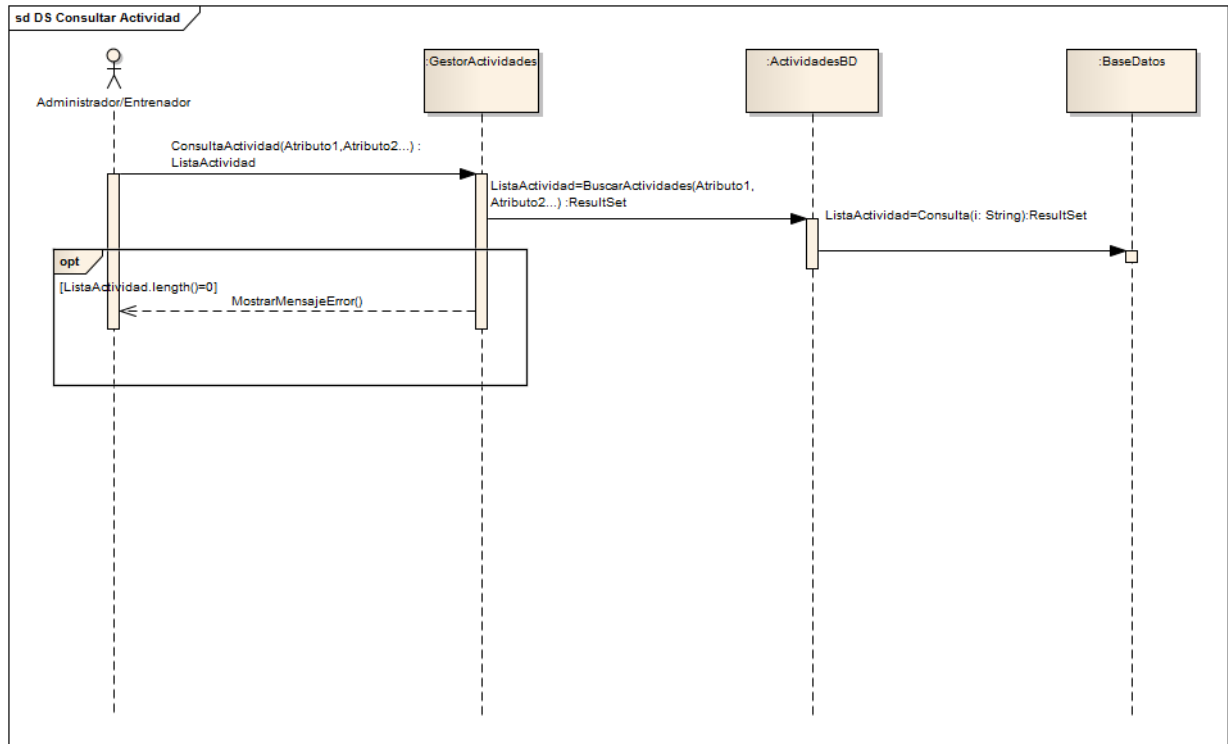 sd DS Consultar Actividad
:GestorActividades
:ActividadesBD
:BaseDatos
Administrador/Entrenador
ConsultaActividad(Atributo1,Atributo2...) :
ListaActividad
ListaActividad=BuscarActividades(Atributo1,
Atributo2...) :ResultSet
ListaActividad=Consulta(i: String):ResultSet
opt
[ListaActividad.length()=0]
MostrarMensajeError()